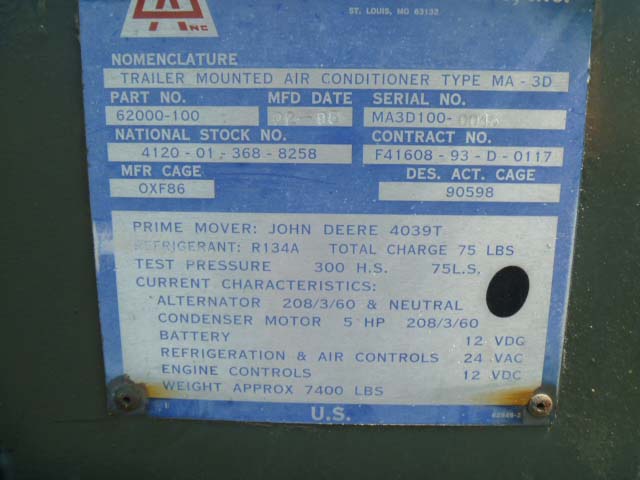 INC
ST. LOUIS, MO 63132
NOMENCLATURE
TRAILER MOUNTED AIR CONDITIONER TYPE MA-3D
PART NO. MFD DATE SERIAL NO.
62000-100 MA3D100-
NATIONAL STOCK NO. CONTRACT NO.
4120-01-368-8258 F41608-93-D-0117
MFR CAGE DES. ACT. CAGE
OXF86 90598
PRIME MOVER: JOHN DEERE 4039T
REFRIGERANT: R134A TOTAL CHARGE 75 LBS
TEST PRESSURE 300 H.S. 75L.S.
CURRENT CHARACTERISTICS:
ALTERNATOR 208/3/60 & NEUTRAL
CONDENSER MOTOR 5 HP 208/3/60
BATTERY 12 VDC
REFRIGERATION & AIR CONTROLS 24 VAC
ENGINE CONTROLS 12 VDC
WEIGHT APPROX 7400 LBS
U.S.